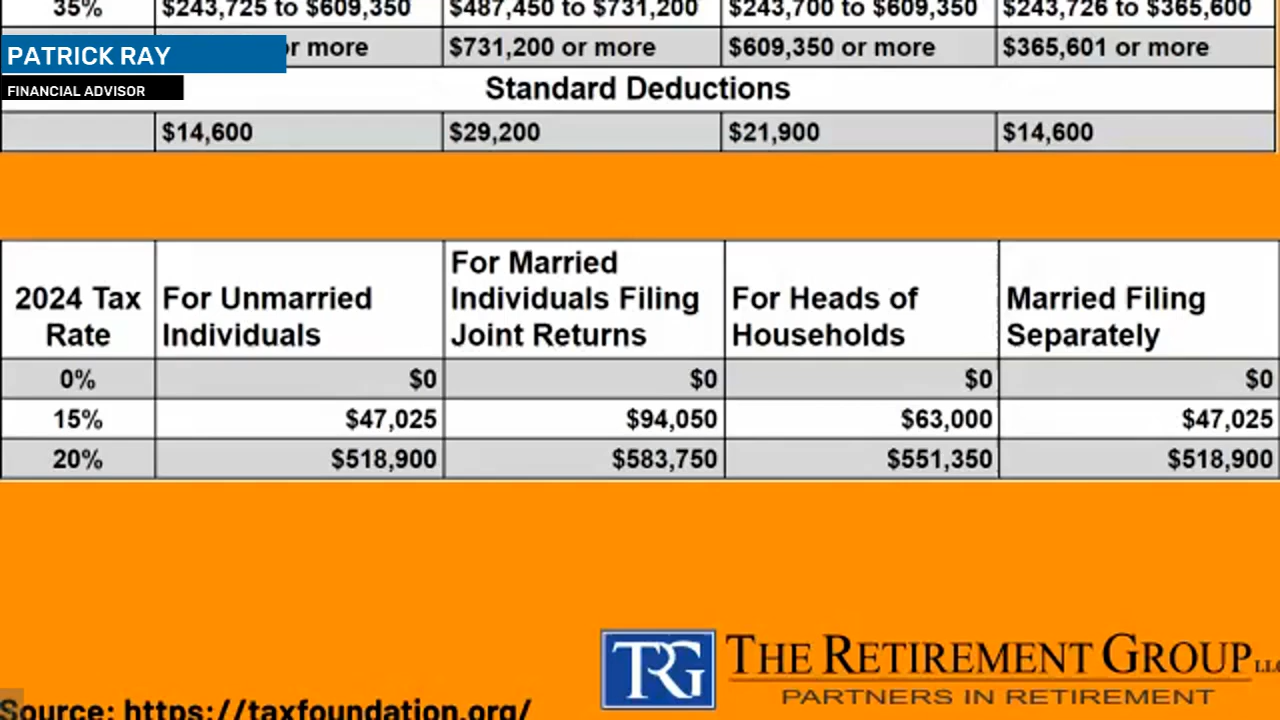 35% $243,725 to $609,350 $487,450 to $731,200 $243,700 to $609,350 $243,726 to $365,600
PATRICK RAY
or more $731,200 or more $609,350 or more $365,601 or more
FINANCIAL ADVISOR
Standard Deductions
$14,600 $29,200 $21,900 $14,600
2024 Tax Rate For Unmarried Individuals For Married Individuals Filing Joint Returns For Heads of Households Married Filing Separately
0% $0 $0 $0 $0
15% $47,025 $94,050 $63,000 $47,025
20% $518,900 $583,750 $551,350 $518,900
TRG THE RETIREMENT GROUP LLC
PARTNERS IN RETIREMENT
Source: https://taxfoundation.org/